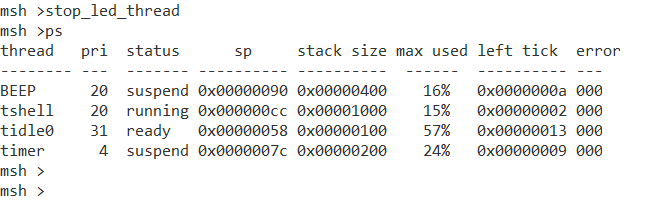 msh >stop_led_thread
msh >ps
thread   pri  status      sp     stack size max used left tick  error
-------- ---  ------- ---------- ----------  ------  ---------- ---
BEEP      20  suspend 0x00000090 0x00000400    16%   0x0000000a 000
tshell    20  running 0x000000cc 0x00001000    15%   0x00000002 000
tidle0    31  ready   0x00000058 0x00000100    57%   0x00000013 000
timer      4  suspend 0x0000007c 0x00000200    24%   0x00000009 000
msh >
msh >